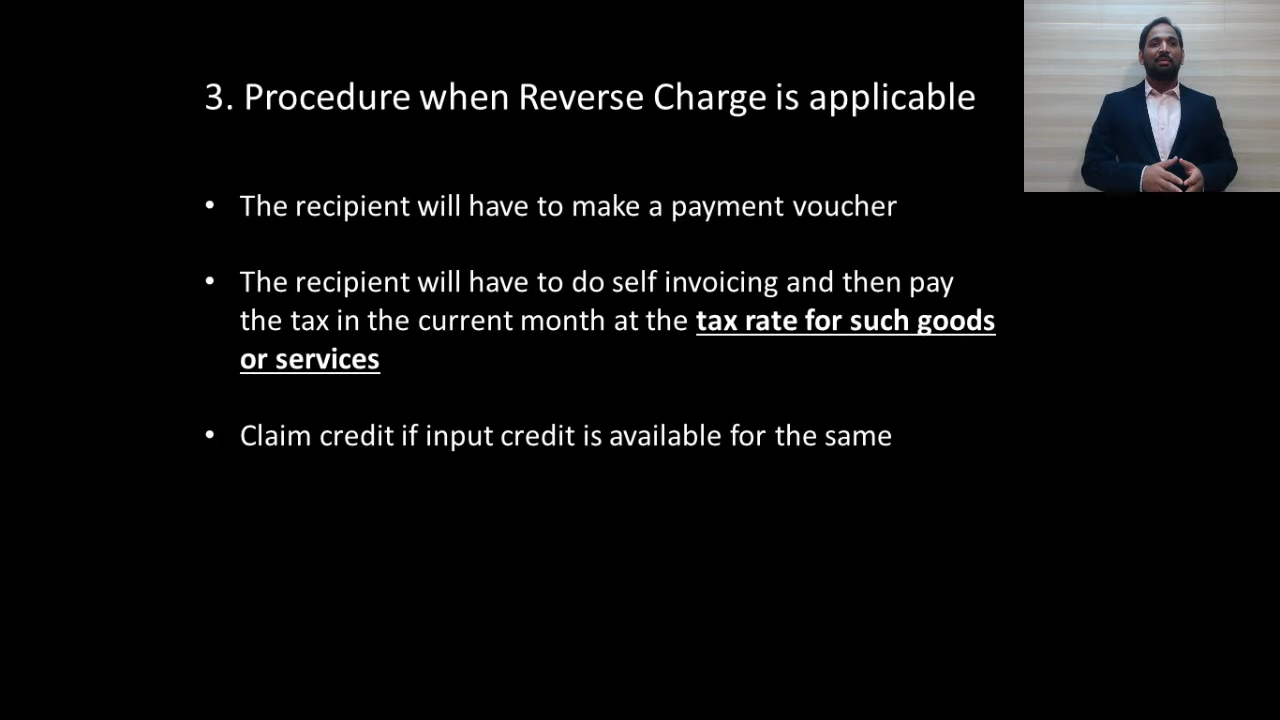 3. Procedure when Reverse Charge is applicable
• The recipient will have to make a payment voucher
• The recipient will have to do self invoicing and then pay
the tax in the current month at the tax rate for such goods
or services
• Claim credit if input credit is available for the same